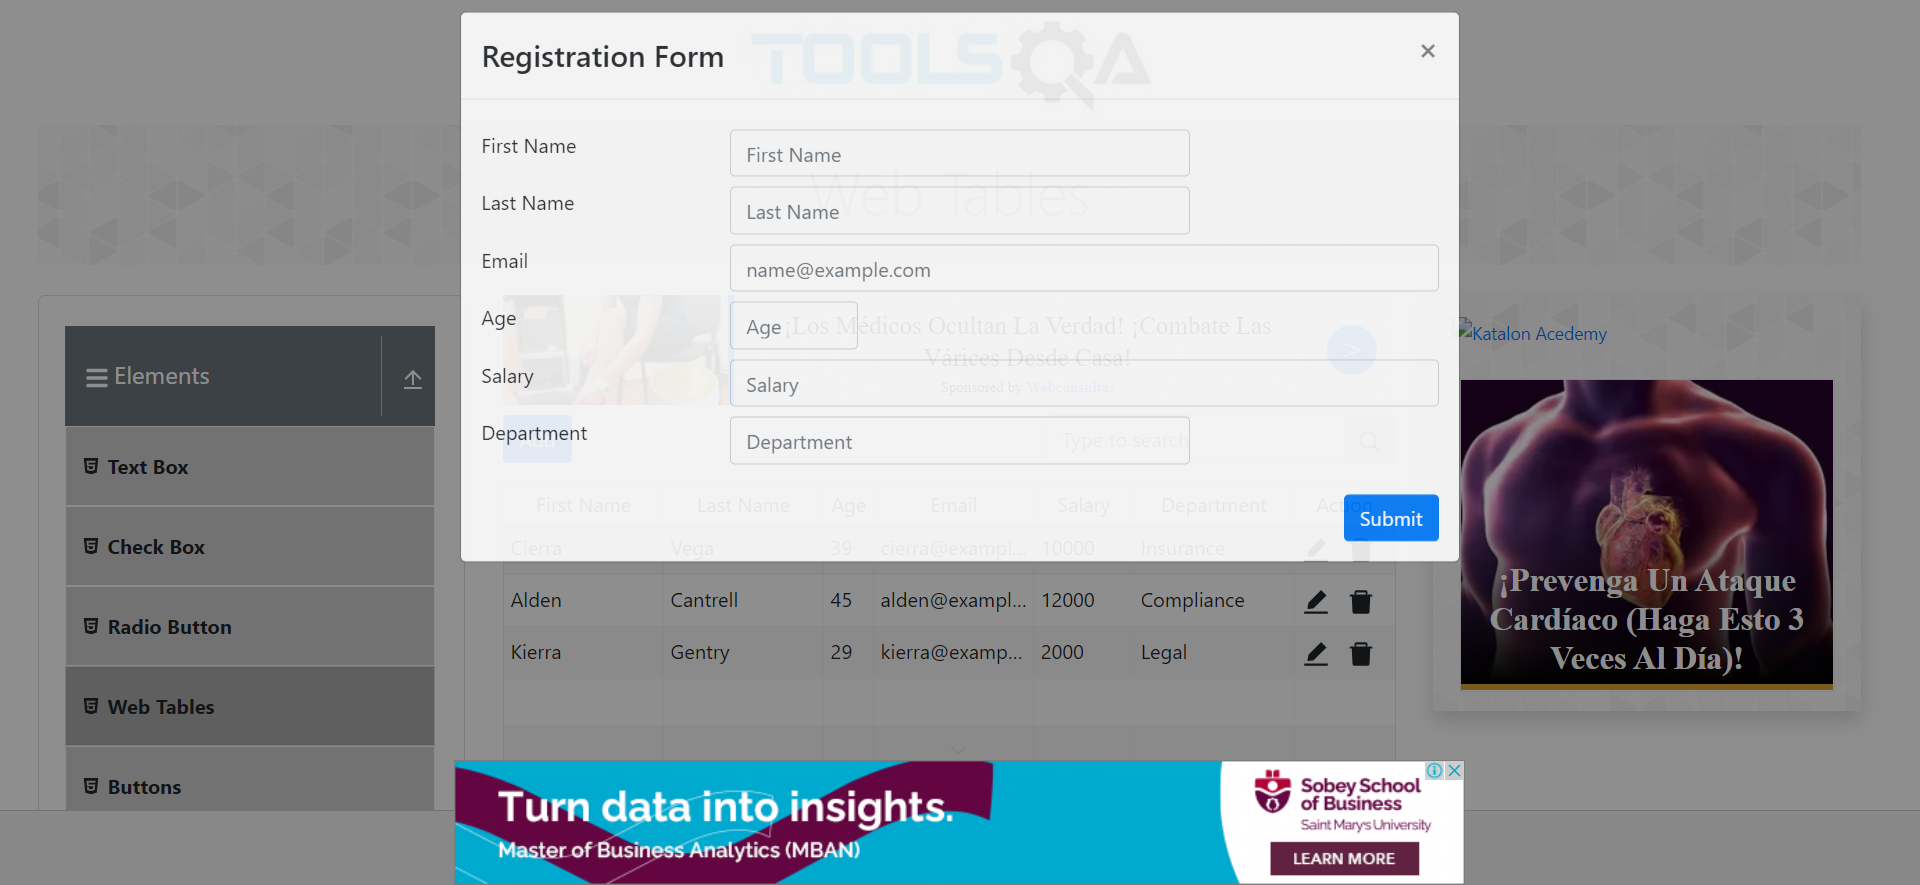 TOOLSQA
Registration Form
×
First Name
First Name
Web Tables
Last Name
Last Name
Email
name@example.com
Age
Age
¡Los Médicos Ocultan La Verdad! ¡Combate Las
Várices Desde Casa!
Sponsored by Webconsultas
>
Salary
Salary
Department
Department
Type to search
Submit
First Name Last Name Age Email Salary Department Action
Cierra Vega 39 cierra@exampl... 10000 Insurance
Alden Cantrell 45 alden@exampl... 12000 Compliance
Kierra Gentry 29 kierra@examp... 2000 Legal
Elements
Text Box
Check Box
Radio Button
Web Tables
Buttons
Katalon Acedemy
¡Prevenga Un Ataque
Cardíaco (Haga Esto 3
Veces Al Día)!
Turn data into insights.
Master of Business Analytics (MBAN)
Sobey School
of Business
Saint Mary's University
LEARN MORE